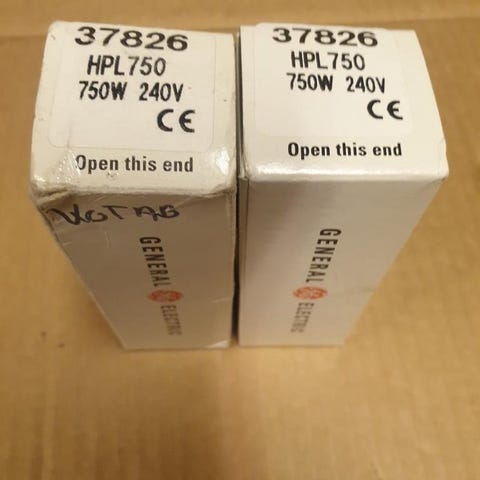 37826
HPL750
750W 240V
CE
Open this end
GENERAL ELECTRIC
37826
HPL750
750W 240V
CE
Open this end
GENERAL ELECTRIC